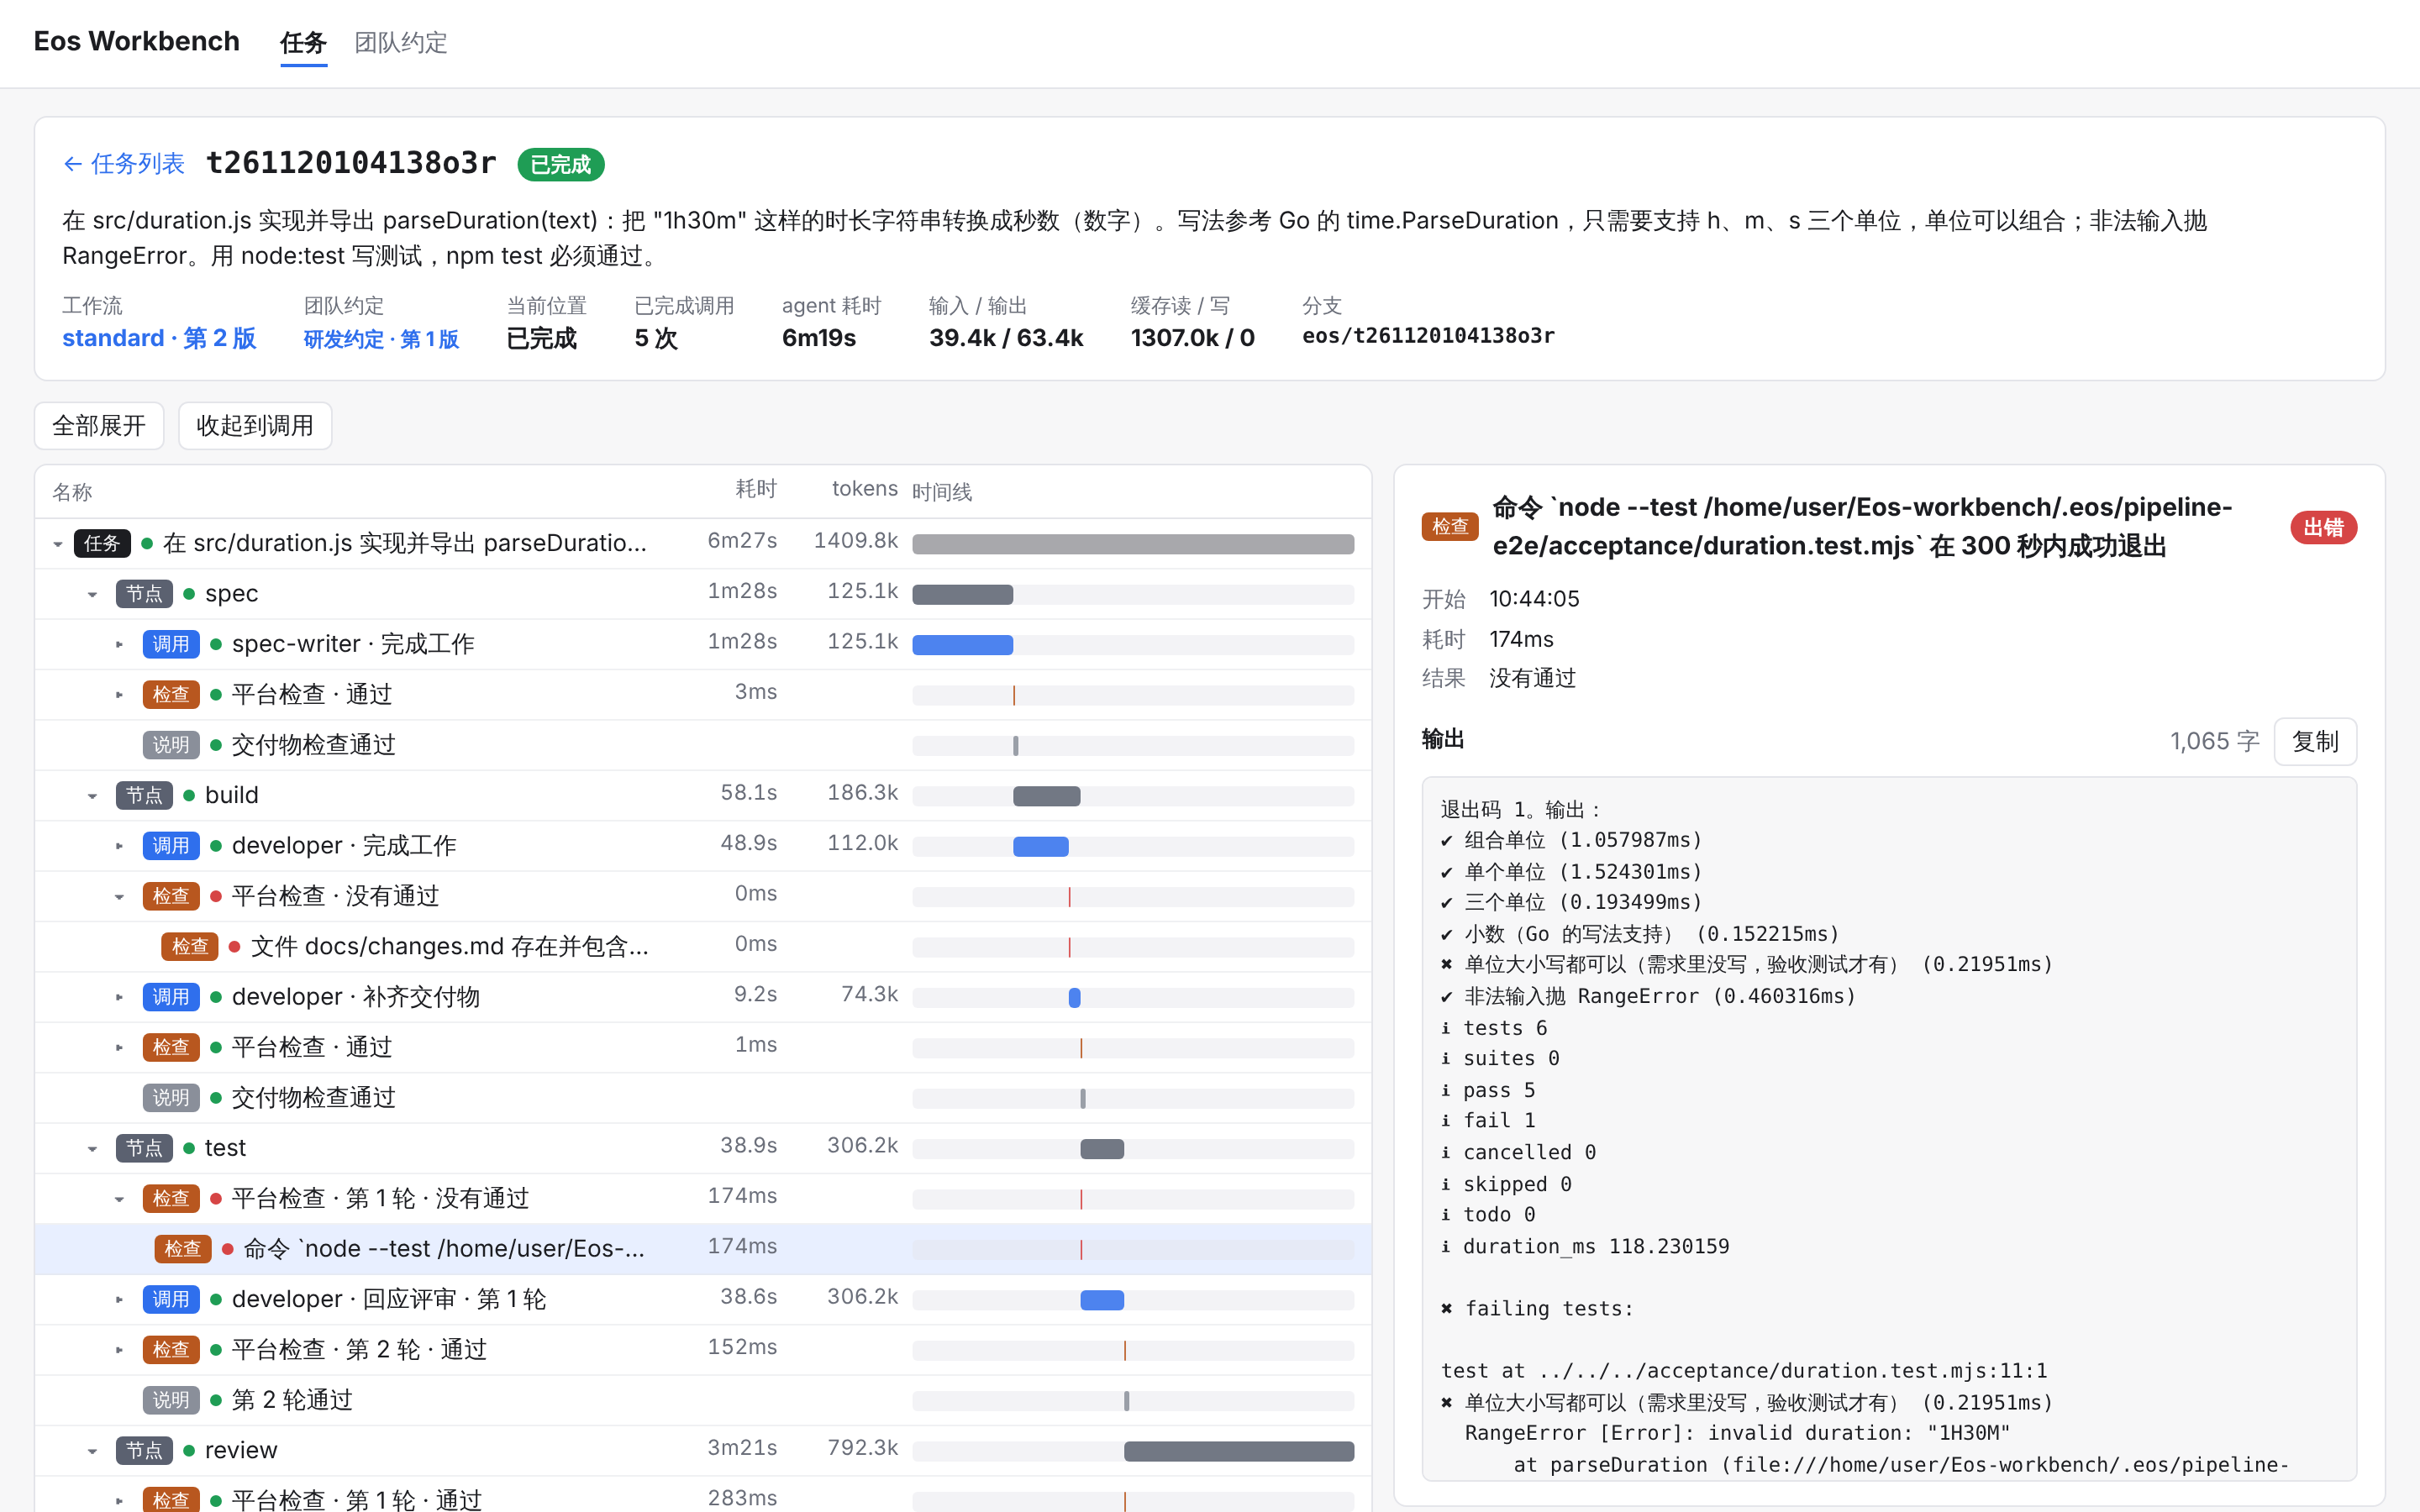 Eos Workbench 任务 团队约定
← 任务列表 t261120104138o3r 已完成
在 src/duration.js 实现并导出 parseDuration(text)：把 "1h30m" 这样的时长字符串转换成秒数（数字）。写法参考 Go 的 time.ParseDuration，只需要支持 h、m、s 三个单位，单位可以组合；非法输入抛
RangeError。用 node:test 写测试，npm test 必须通过。
工作流 团队约定 当前位置 已完成调用 agent 耗时 输入 / 输出 缓存读 / 写 分支
standard · 第 2 版 研发约定 · 第 1 版 已完成 5 次 6m19s 39.4k / 63.4k 1307.0k / 0 eos/t261120104138o3r
全部展开 收起到调用
名称 耗时 tokens 时间线
任务 在 src/duration.js 实现并导出 parseDuratio... 6m27s 1409.8k
节点 spec 1m28s 125.1k
调用 spec-writer · 完成工作 1m28s 125.1k
检查 平台检查 · 通过 3ms
说明 交付物检查通过
节点 build 58.1s 186.3k
调用 developer · 完成工作 48.9s 112.0k
检查 平台检查 · 没有通过 0ms
检查 文件 docs/changes.md 存在并包含... 0ms
调用 developer · 补齐交付物 9.2s 74.3k
检查 平台检查 · 通过 1ms
说明 交付物检查通过
节点 test 38.9s 306.2k
检查 平台检查 · 第 1 轮 · 没有通过 174ms
检查 命令 `node --test /home/user/Eos-... 174ms
调用 developer · 回应评审 · 第 1 轮 38.6s 306.2k
检查 平台检查 · 第 2 轮 · 通过 152ms
说明 第 2 轮通过
节点 review 3m21s 792.3k
检查 平台检查 · 第 1 轮 · 通过 283ms
检查 命令 `node --test /home/user/Eos-workbench/.eos/pipeline-
e2e/acceptance/duration.test.mjs` 在 300 秒内成功退出 出错
开始 10:44:05
耗时 174ms
结果 没有通过
输出 1,065 字 复制
退出码 1。输出：
✔ 组合单位 (1.057987ms)
✔ 单个单位 (1.524301ms)
✔ 三个单位 (0.193499ms)
✔ 小数（Go 的写法支持） (0.152215ms)
✖ 单位大小写都可以（需求里没写，验收测试才有） (0.21951ms)
✔ 非法输入抛 RangeError (0.460316ms)
ℹ tests 6
ℹ suites 0
ℹ pass 5
ℹ fail 1
ℹ cancelled 0
ℹ skipped 0
ℹ todo 0
ℹ duration_ms 118.230159
✖ failing tests:
test at ../../../acceptance/duration.test.mjs:11:1
✖ 单位大小写都可以（需求里没写，验收测试才有） (0.21951ms)
RangeError [Error]: invalid duration: "1H30M"
at parseDuration (file:///home/user/Eos-workbench/.eos/pipeline-